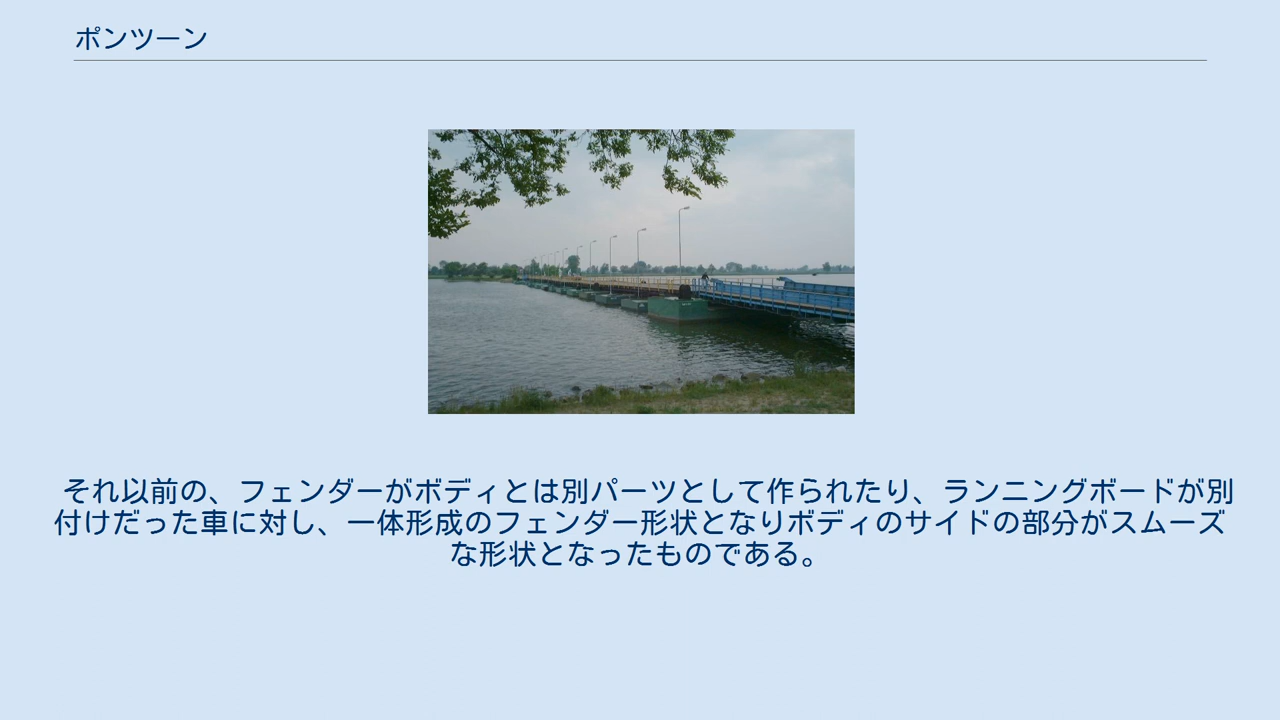 ポンツーン
それ以前の、フェンダーがボディとは別パーツとして作られたり、ランニングボードが別
付けだった車に対し、一体形成のフェンダー形状となりボディのサイドの部分がスムーズ
な形状となったものである。